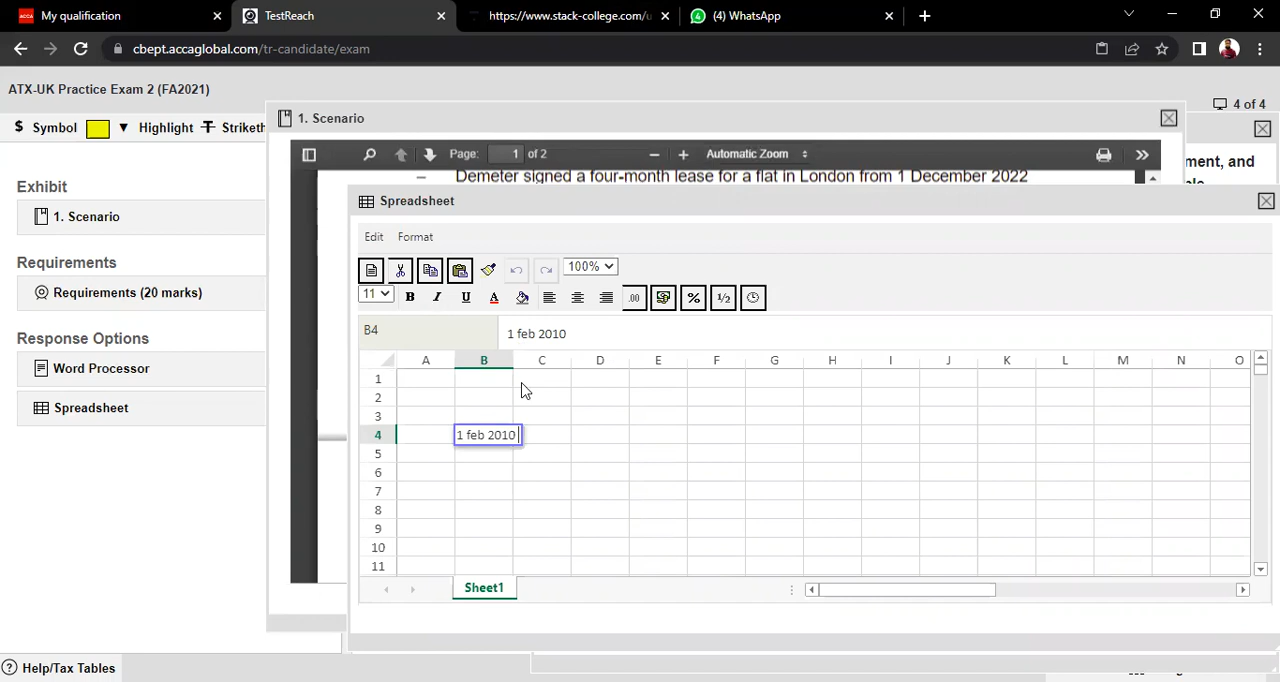 My qualification
TestReach
https://www.stack-college.com/u
(4) WhatsApp
cbept.accaglobal.com/tr-candidate/exam
ATX-UK Practice Exam 2 (FA2021)
4 of 4
$ Symbol Highlight Striketh
1. Scenario
Page: 1 of 2 Automatic Zoom
ment, and
Demeter signed a four-month lease for a flat in London from 1 December 2022
Exhibit
1. Scenario
Requirements
Requirements (20 marks)
Response Options
Word Processor
Spreadsheet
Spreadsheet
Edit Format
100%
11 B I U A .00 % 1/2
B4 1 feb 2010
A B C D E F G H I J K L M N O
1
2
3
4 1 feb 2010
5
6
7
8
9
10
11
Sheet1
Help/Tax Tables